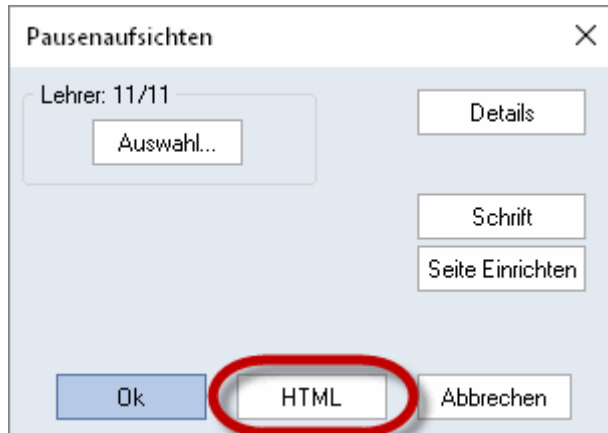 Pausenaufsichten
Lehrer: 11/11
Auswahl...
Details
Schrift
Seite Einrichten
Ok
HTML
Abbrechen